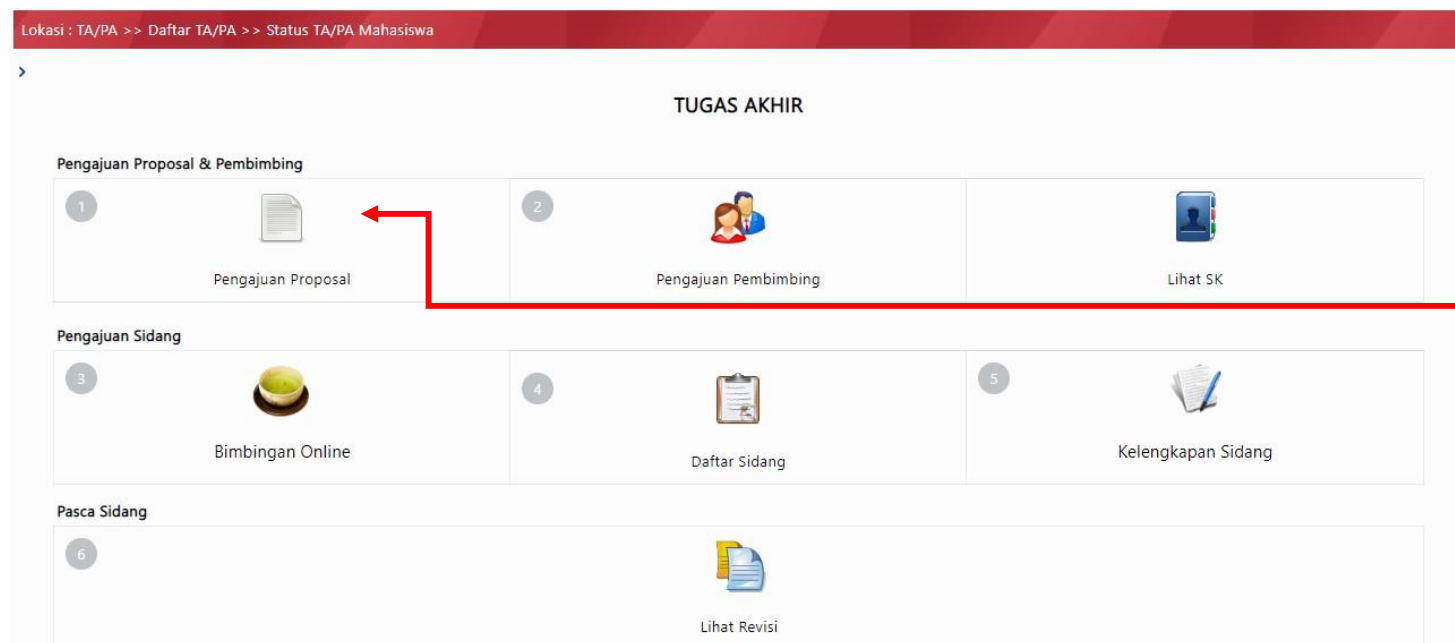 Lokasi : TA/PA >> Daftar TA/PA >> Status TA/PA Mahasiswa
>
TUGAS AKHIR
Pengajuan Proposal & Pembimbing
1
2
Pengajuan Proposal
Pengajuan Pembimbing
Lihat SK
Pengajuan Sidang
3
4
5
Bimbingan Online
Daftar Sidang
Kelengkapan Sidang
Pasca Sidang
6
Lihat Revisi